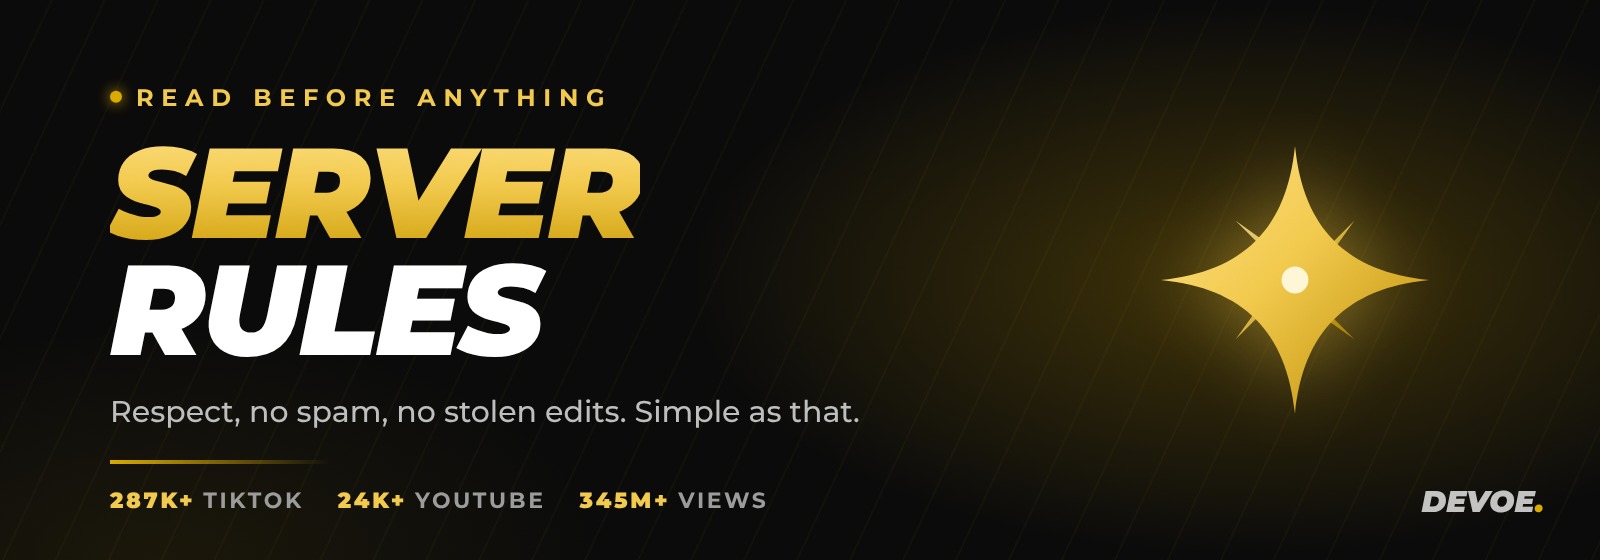 READ BEFORE ANYTHING
SERVER
RULES
Respect, no spam, no stolen edits. Simple as that.
287K+ TIKTOK 24K+ YOUTUBE 345M+ VIEWS
DEVOE.